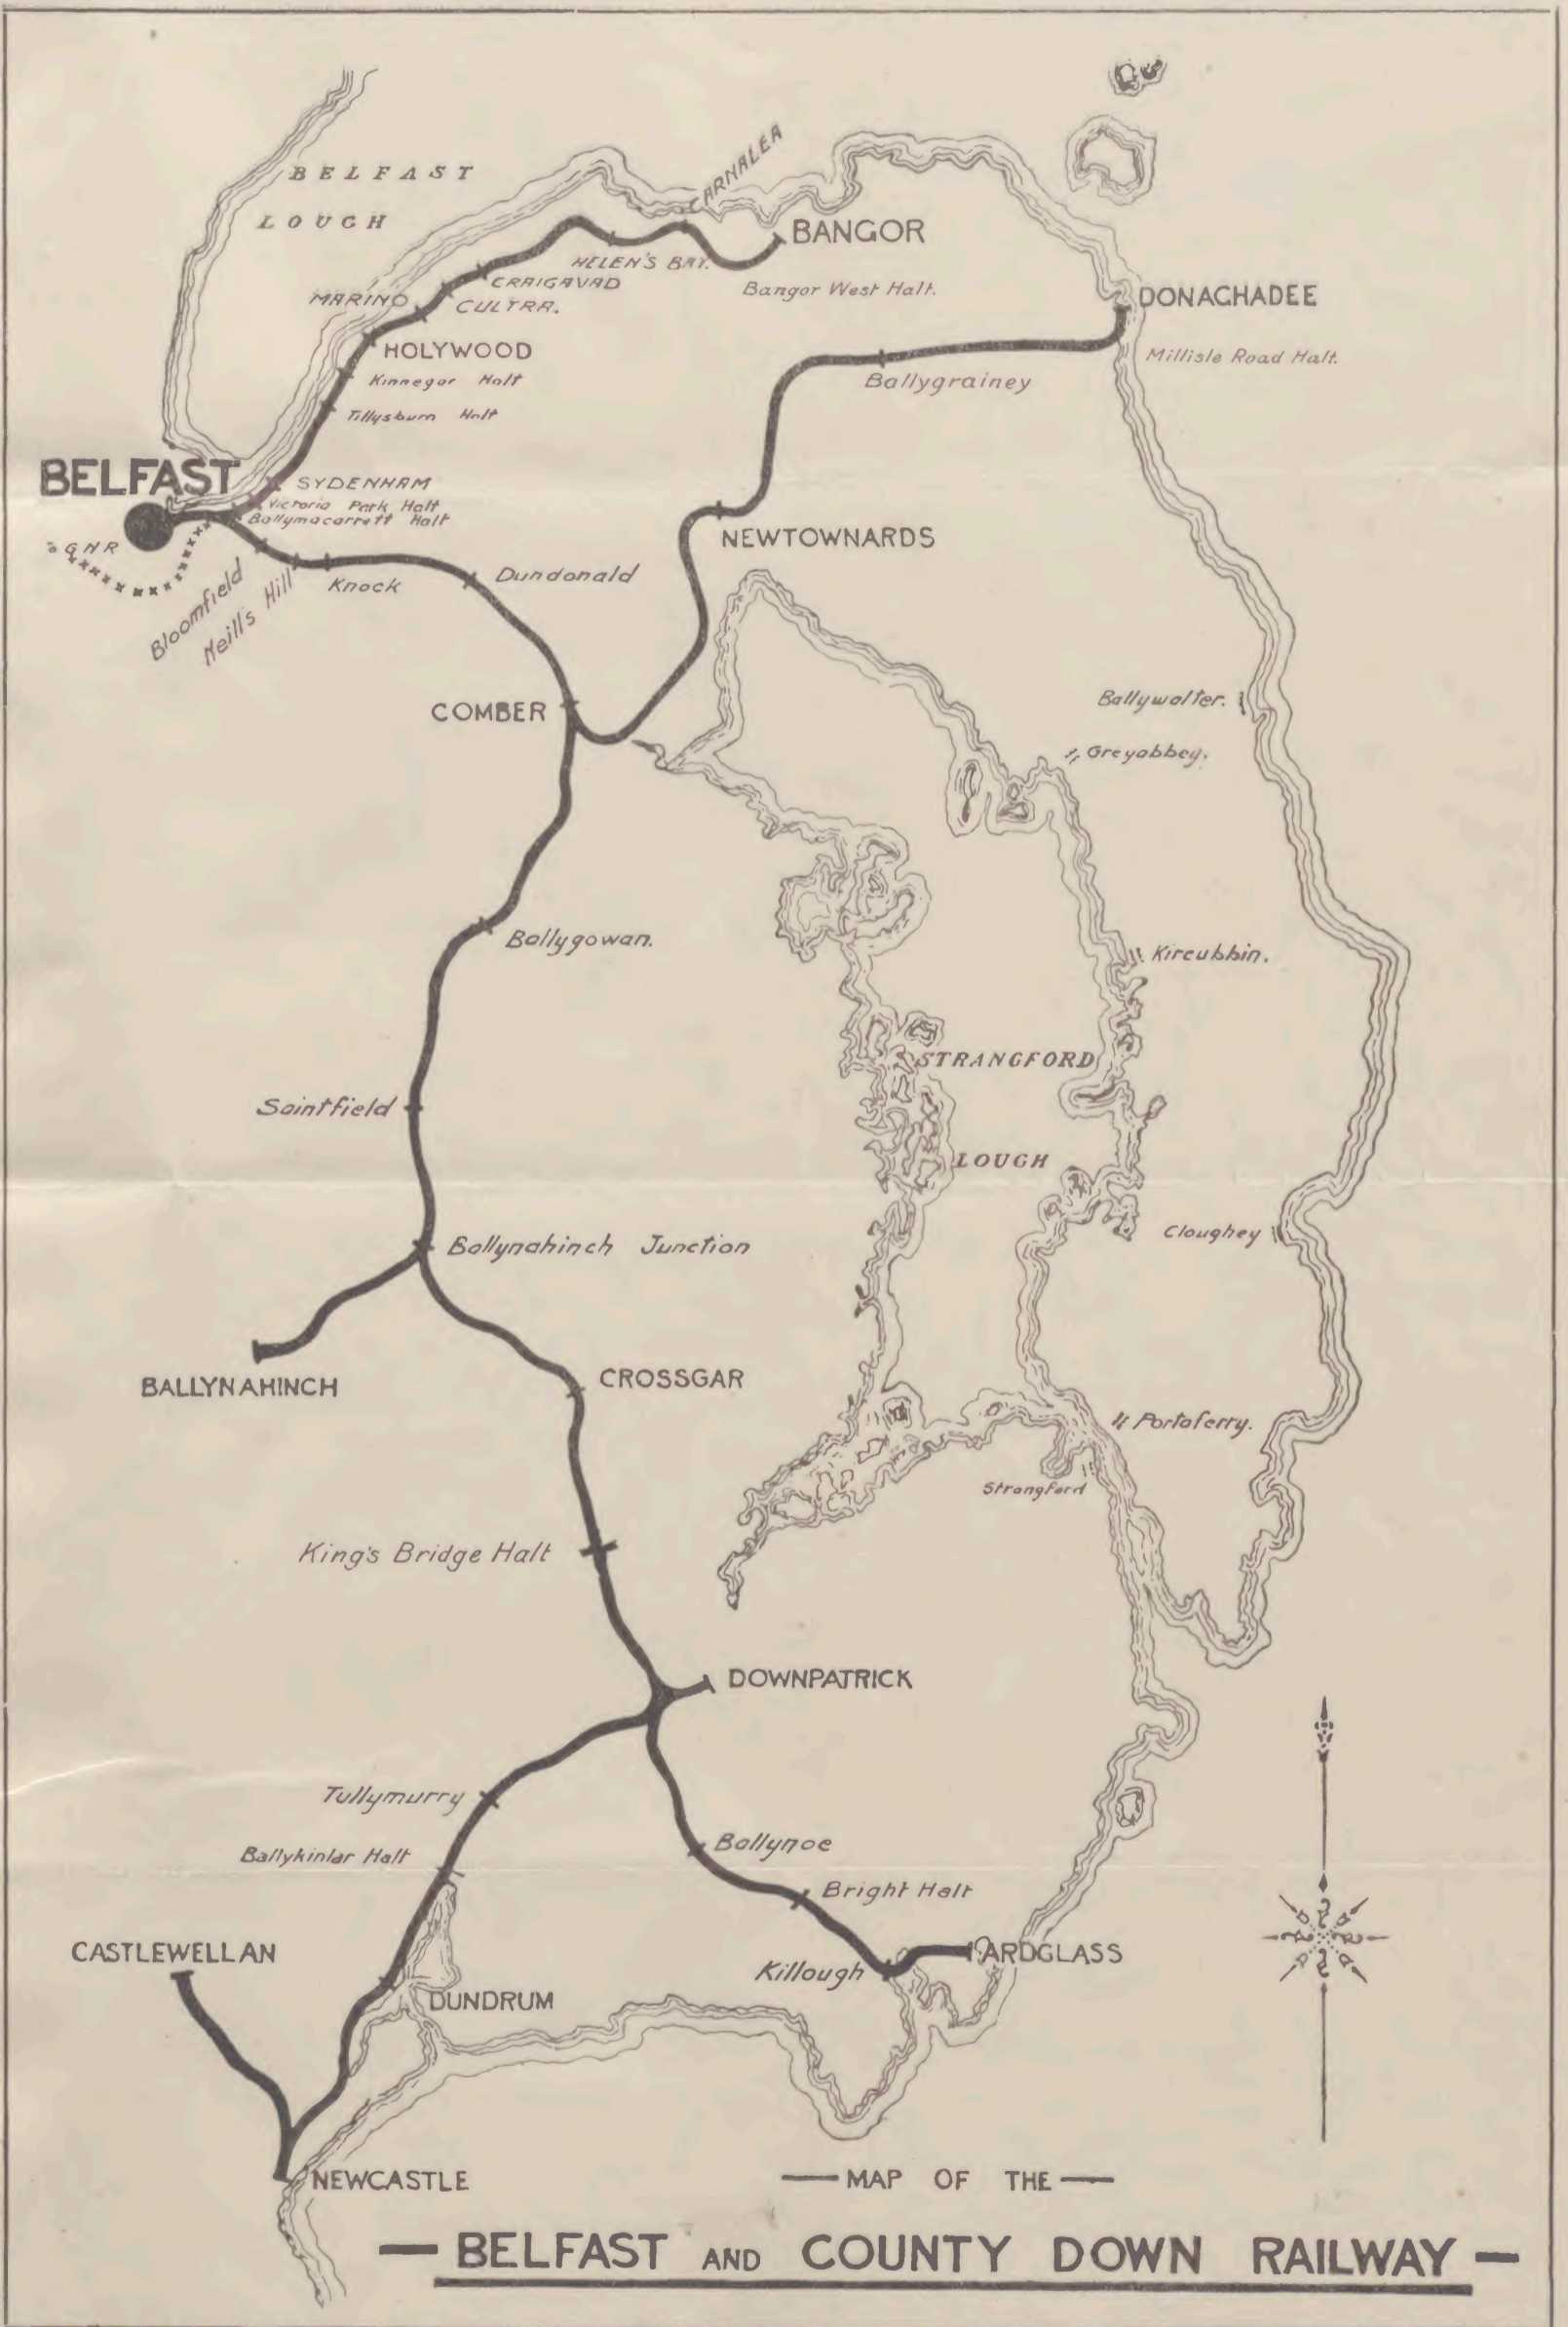 BELFAST
LOUGH
CARNALEA
BANGOR
HELEN'S BAY.
CRAIGAVAD
Bangor West Halt.
MARINO
CULTRA.
DONAGHADEE
HOLYWOOD
Millisle Road Halt.
Kinnegar Halt
Ballygrainey
Tillysburn Halt
BELFAST
SYDENHAM
Victoria Park Halt
Ballymacarrett Halt
GNR
NEWTOWNARDS
Bloomfield
Neill's Hill
Knock
Dundonald
COMBER
Ballywalter.
Greyabbey.
Ballygowan.
Kircubbin.
STRANGFORD
Saintfield
LOUGH
Cloughey
Ballynahinch Junction
BALLYNAHINCH
CROSSGAR
Portaferry.
Strangford
King's Bridge Halt
DOWNPATRICK
Tullymurry
Ballynoe
Ballykinlar Halt
Bright Halt
CASTLEWELLAN
Killough
ARDGLASS
DUNDRUM
NEWCASTLE
— MAP OF THE —
— BELFAST AND COUNTY DOWN RAILWAY —